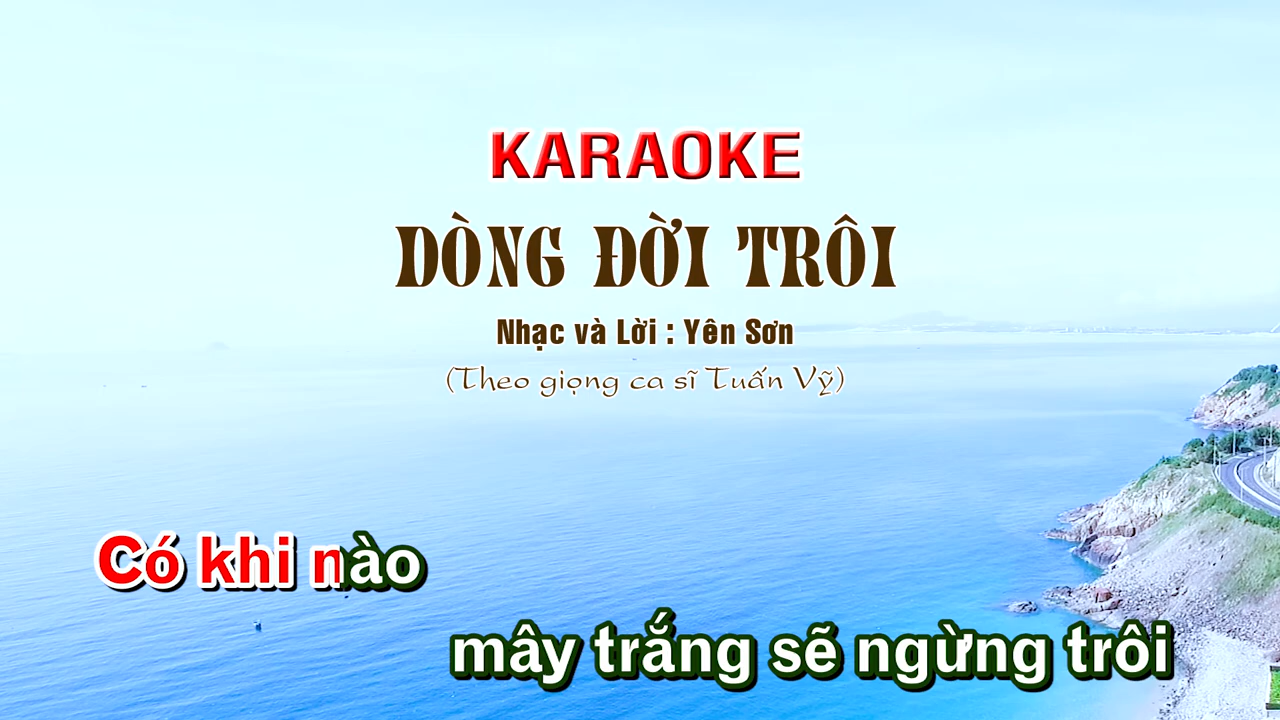 KARAOKE
DÒNG ĐỜI TRÔI
Nhạc và Lời : Yên Sơn
(Theo giọng ca sĩ Tuấn Vỹ)
Có khi nào
mây trắng sẽ ngừng trôi